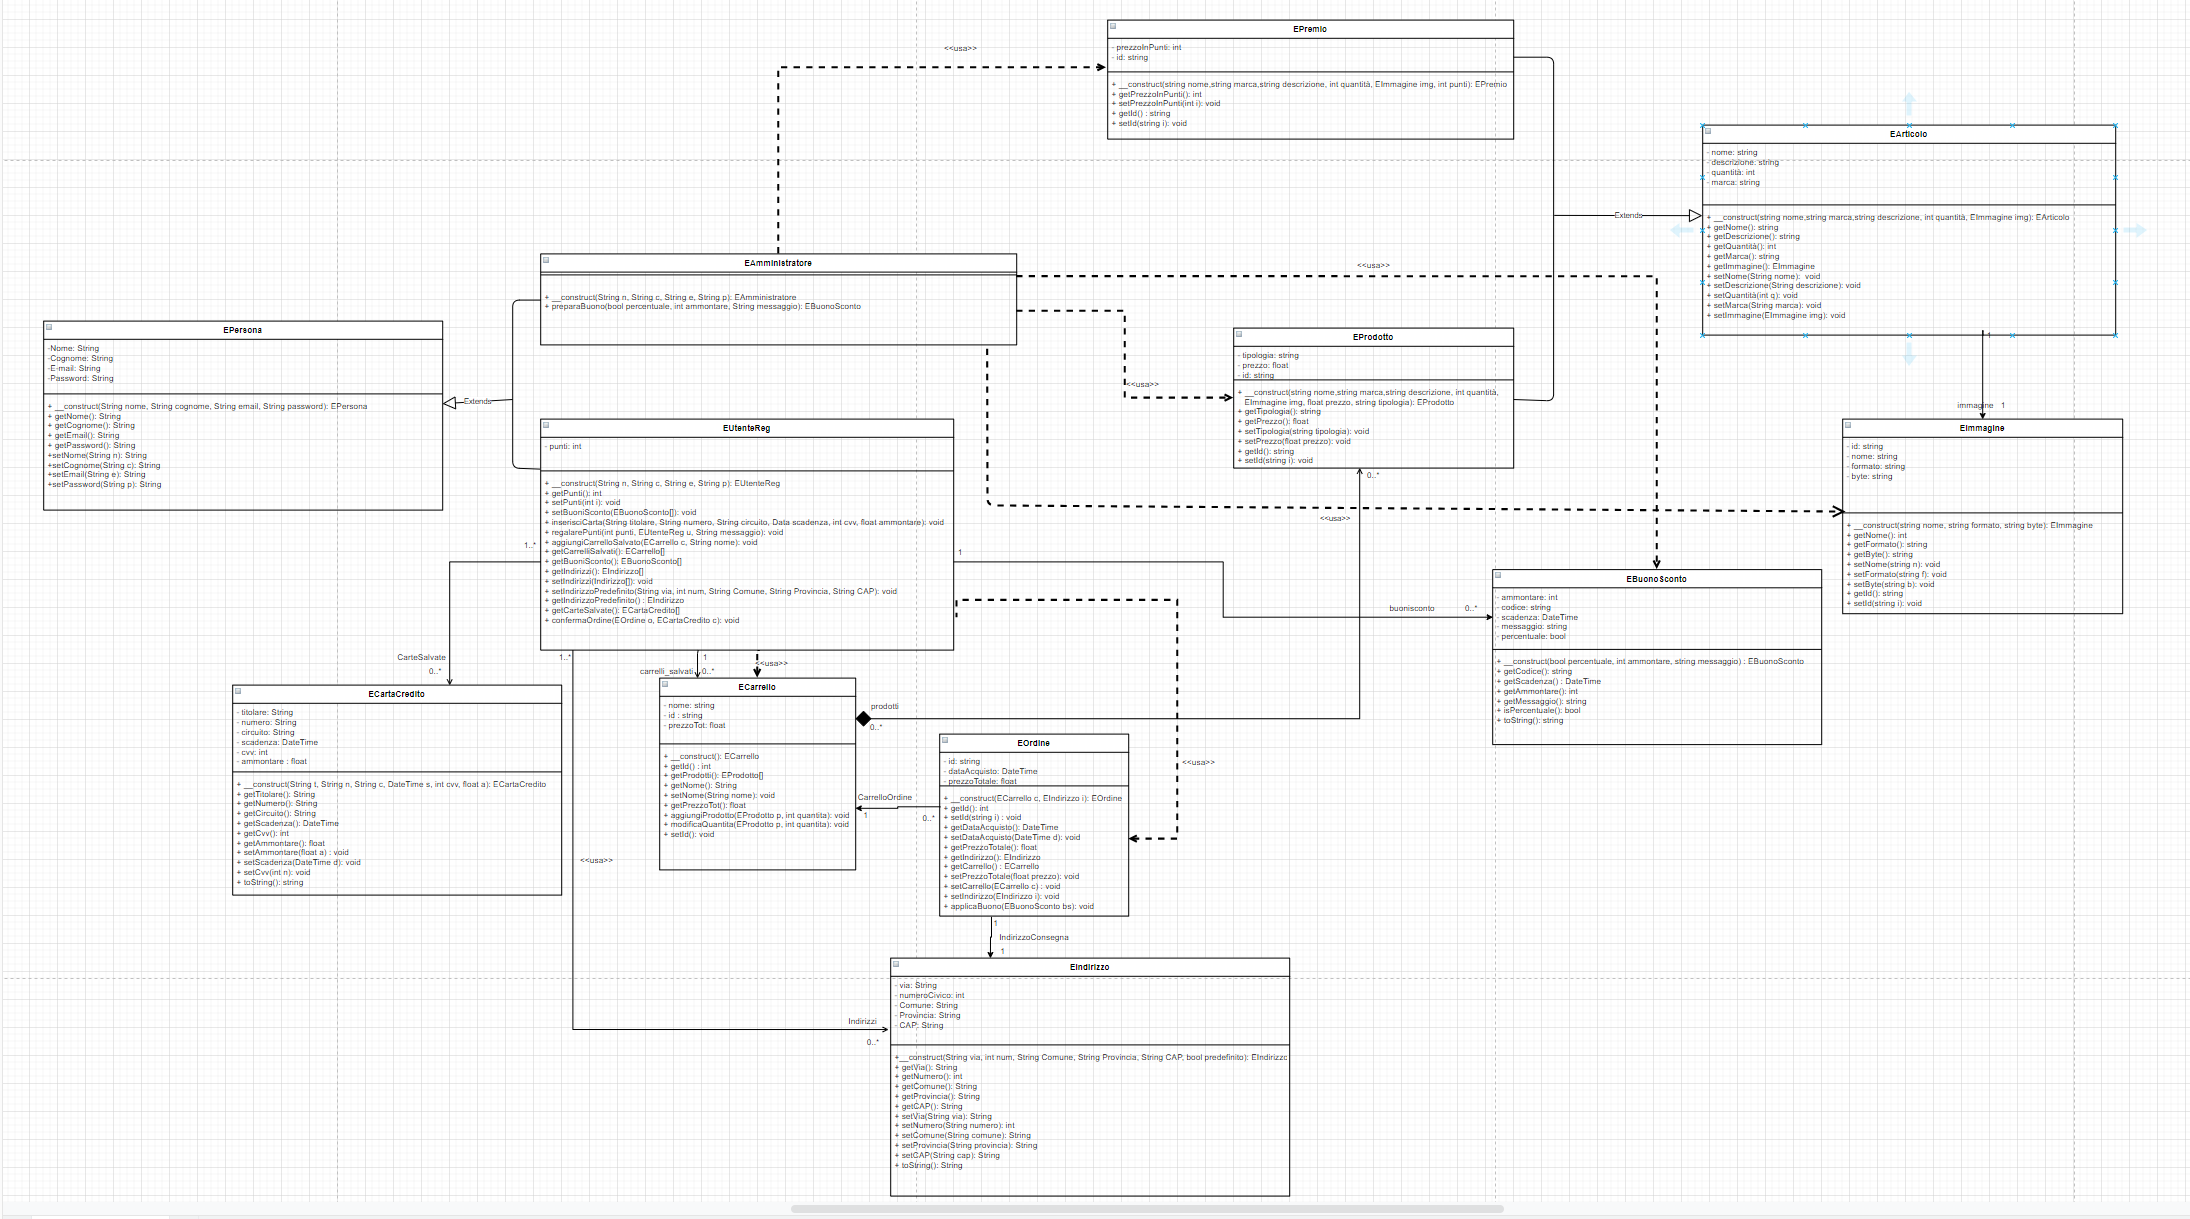 <<usa>>
EPremio
- prezzoInPunti: int
- id: string
+ __construct(string nome,string marca,string descrizione, int quantità, EImmagine img, int punti): EPremio
+ getPrezzoInPunti(): int
+ setPrezzoInPunti(int i): void
+ getId() : string
+ setId(string i): void
EArticolo
- nome: string
- descrizione: string
- quantità: int
- marca: string
+ __construct(string nome,string marca,string descrizione, int quantità, EImmagine img): EArticolo
+ getNome(): string
+ getDescrizione(): string
+ getQuantità(): int
+ getMarca(): string
+ getImmagine(): EImmagine
+ setNome(String nome): void
+ setDescrizione(String descrizione): void
+ setQuantità(int q): void
+ setMarca(String marca): void
+ setImmagine(EImmagine img): void
Extends
EAmministratore
+ __construct(String n, String c, String e, String p): EAmministratore
+ preparaBuono(bool percentuale, int ammontare, String messaggio): EBuonoSconto
<<usa>>
EPersona
-Nome: String
-Cognome: String
-E-mail: String
-Password: String
+ __construct(String nome, String cognome, String email, String password): EPersona
+ getNome(): String
+ getCognome(): String
+ getEmail(): String
+ getPassword(): String
+setNome(String n): String
+setCognome(String c): String
+setEmail(String e): String
+setPassword(String p): String
Extends
<<usa>>
EProdotto
- tipologia: string
- prezzo: float
- id: string
+ __construct(string nome,string marca,string descrizione, int quantità,
EImmagine img, float prezzo, string tipologia): EProdotto
+ getTipologia(): string
+ getPrezzo(): float
+ setTipologia(string tipologia): void
+ setPrezzo(float prezzo): void
+ getId(): string
+ setId(string i): void
0..*
1
immagine 1
EImmagine
- id: string
- nome: string
- formato: string
- byte: string
+ __construct(string nome, string formato, string byte): EImmagine
+ getNome(): int
+ getFormato(): string
+ getByte(): string
+ setNome(string n): void
+ setFormato(string f): void
+ setByte(string b): void
+ getId(): string
+ setId(string i): void
EUtenteReg
- punti: int
+ __construct(String n, String c, String e, String p): EUtenteReg
+ getPunti(): int
+ setPunti(int i): void
+ setBuoniSconto(EBuonoSconto[]): void
+ inserisciCarta(String titolare, String numero, String circuito, Data scadenza, int cvv, float ammontare): void
+ regalarePunti(int punti, EUtenteReg u, String messaggio): void
+ aggiungiCarrelloSalvato(ECarrello c, String nome): void
+ getCarrelliSalvati(): ECarrello[]
+ getBuoniSconto(): EBuonoSconto[]
+ getIndirizzi(): EIndirizzo[]
+ setIndirizzi(Indirizzo[]): void
+ setIndirizzoPredefinito(String via, int num, String Comune, String Provincia, String CAP): void
+ getIndirizzoPredefinito() : EIndirizzo
+ getCarteSalvate(): ECartaCredito[]
+ confermaOrdine(EOrdine o, ECartaCredito c): void
<<usa>>
1..*
1
buonisconto 0..*
EBuonoSconto
- ammontare: int
- codice: string
- scadenza: DateTime
- messaggio: string
- percentuale: bool
+ __construct(bool percentuale, int ammontare, string messaggio) : EBuonoSconto
+ getCodice(): string
+ getScadenza() : DateTime
+ getAmmontare(): int
+ getMessaggio(): string
+ isPercentuale(): bool
+ toString(): string
CarteSalvate
0..*
1..*
1
carrelli_salvati 0..*
<<usa>>
ECartaCredito
- titolare: String
- numero: String
- circuito: String
- scadenza: DateTime
- cvv: int
- ammontare : float
+ __construct(String t, String n, String c, DateTime s, int cvv, float a): ECartaCredito
+ getTitolare(): String
+ getNumero(): String
+ getCircuito(): String
+ getScadenza(): DateTime
+ getCvv(): int
+ getAmmontare(): float
+ setAmmontare(float a) : void
+ setScadenza(DateTime d): void
+ setCvv(int n): void
+ toString(): string
ECarrello
- nome: string
- id : string
- prezzoTot: float
+ __construct(): ECarrello
+ getId() : int
+ getProdotti(): EProdotto[]
+ getNome(): String
+ setNome(String nome): void
+ getPrezzoTot(): float
+ aggiungiProdotto(EProdotto p, int quantita): void
+ modificaQuantita(EProdotto p, int quantita): void
+ setId(): void
prodotti
0..*
<<usa>>
CarrelloOrdine
1
0..*
EOrdine
- id: string
- dataAcquisto: DateTime
- prezzoTotale: float
+ __construct(ECarrello c, EIndirizzo i): EOrdine
+ getId(): int
+ setId(string i) : void
+ getDataAcquisto(): DateTime
+ setDataAcquisto(DateTime d): void
+ getPrezzoTotale(): float
+ getIndirizzo(): EIndirizzo
+ getCarrello() : ECarrello
+ setPrezzoTotale(float prezzo): void
+ setCarrello(ECarrello c) : void
+ setIndirizzo(EIndirizzo i): void
+ applicaBuono(EBuonoSconto bs): void
<<usa>>
1
IndirizzoConsegna
1
Indirizzi
0..*
EIndirizzo
- via: String
- numeroCivico: int
- Comune: String
- Provincia: String
- CAP: String
+__construct(String via, int num, String Comune, String Provincia, String CAP, bool predefinito): EIndirizzo
+ getVia(): String
+ getNumero(): int
+ getComune(): String
+ getProvincia(): String
+ getCAP(): String
+ setVia(String via): String
+ setNumero(String numero): int
+ setComune(String comune): String
+ setProvincia(String provincia): String
+ setCAP(String cap): String
+ toString(): String